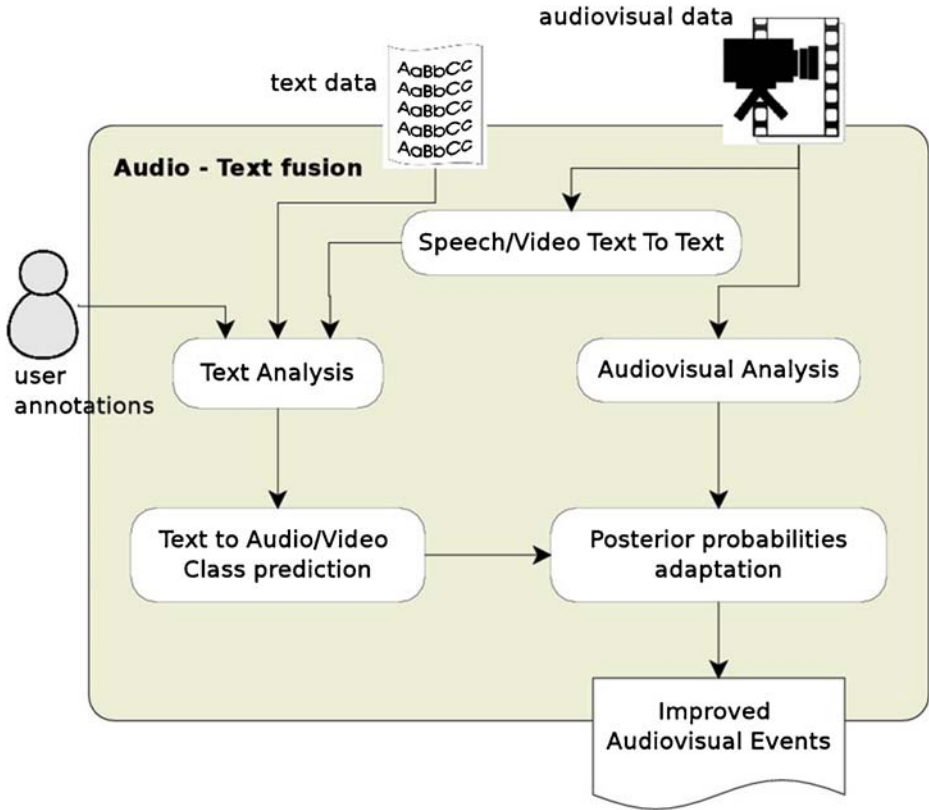 audiovisual data
text data
AaBbCc
AaBbCc
AaBbCc
AaBbCc
AaBbCc
Audio - Text fusion
Speech/Video Text To Text
user
annotations
Text Analysis
Audiovisual Analysis
Text to Audio/Video
Class prediction
Posterior probabilities
adaptation
Improved
Audiovisual Events